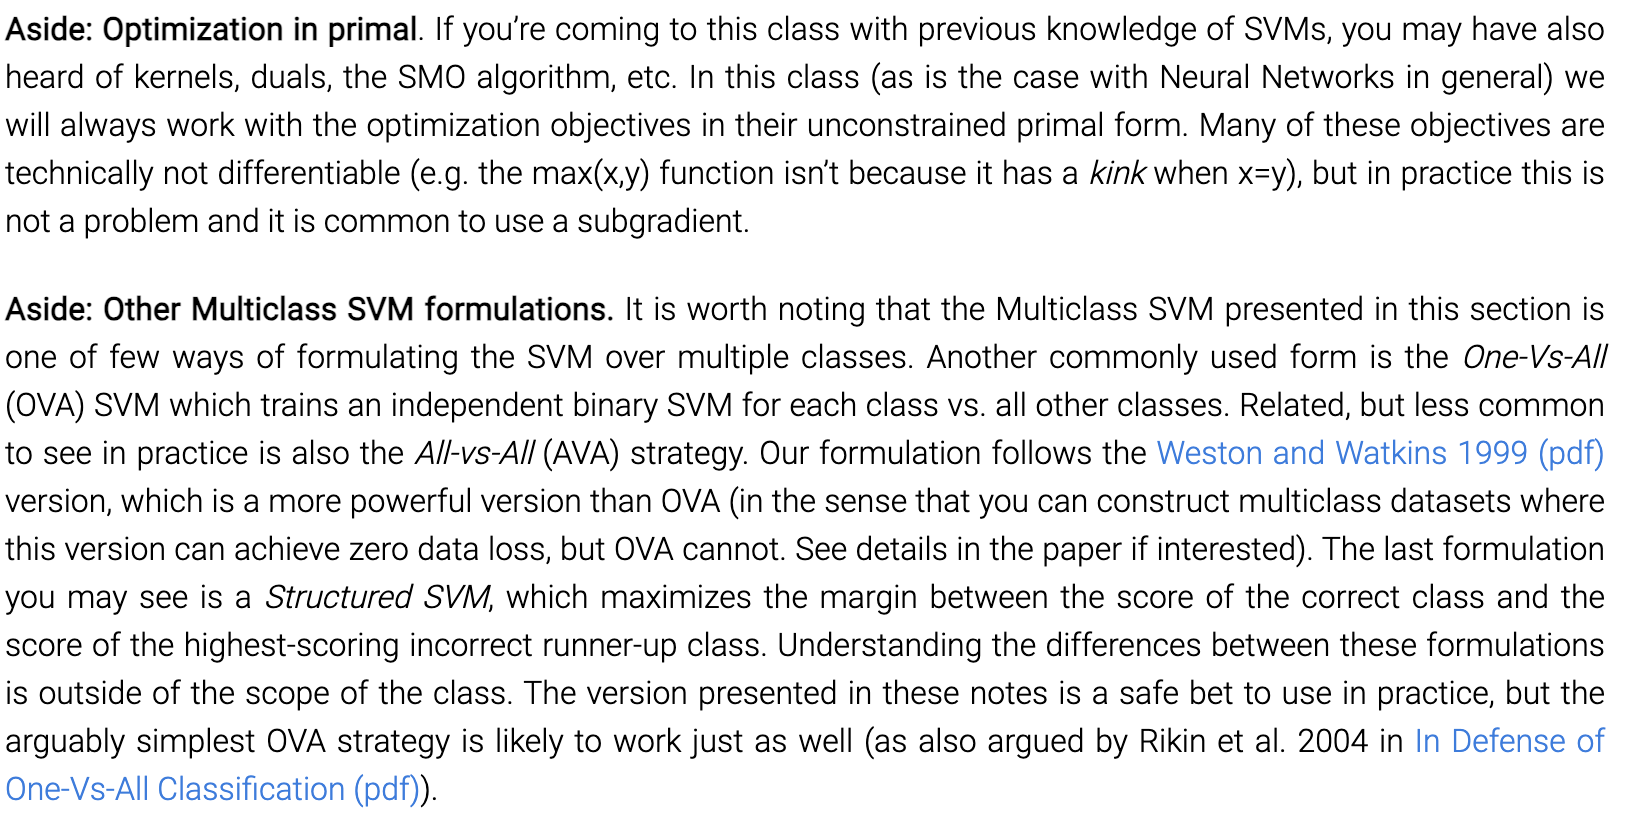 Aside: Optimization in primal. If you’re coming to this class with previous knowledge of SVMs, you may have also
heard of kernels, duals, the SMO algorithm, etc. In this class (as is the case with Neural Networks in general) we
will always work with the optimization objectives in their unconstrained primal form. Many of these objectives are
technically not differentiable (e.g. the max(x,y) function isn’t because it has a kink when x=y), but in practice this is
not a problem and it is common to use a subgradient.
Aside: Other Multiclass SVM formulations. It is worth noting that the Multiclass SVM presented in this section is
one of few ways of formulating the SVM over multiple classes. Another commonly used form is the One-Vs-All
(OVA) SVM which trains an independent binary SVM for each class vs. all other classes. Related, but less common
to see in practice is also the All-vs-All (AVA) strategy. Our formulation follows the Weston and Watkins 1999 (pdf)
version, which is a more powerful version than OVA (in the sense that you can construct multiclass datasets where
this version can achieve zero data loss, but OVA cannot. See details in the paper if interested). The last formulation
you may see is a Structured SVM, which maximizes the margin between the score of the correct class and the
score of the highest-scoring incorrect runner-up class. Understanding the differences between these formulations
is outside of the scope of the class. The version presented in these notes is a safe bet to use in practice, but the
arguably simplest OVA strategy is likely to work just as well (as also argued by Rikin et al. 2004 in In Defense of
One-Vs-All Classification (pdf)).